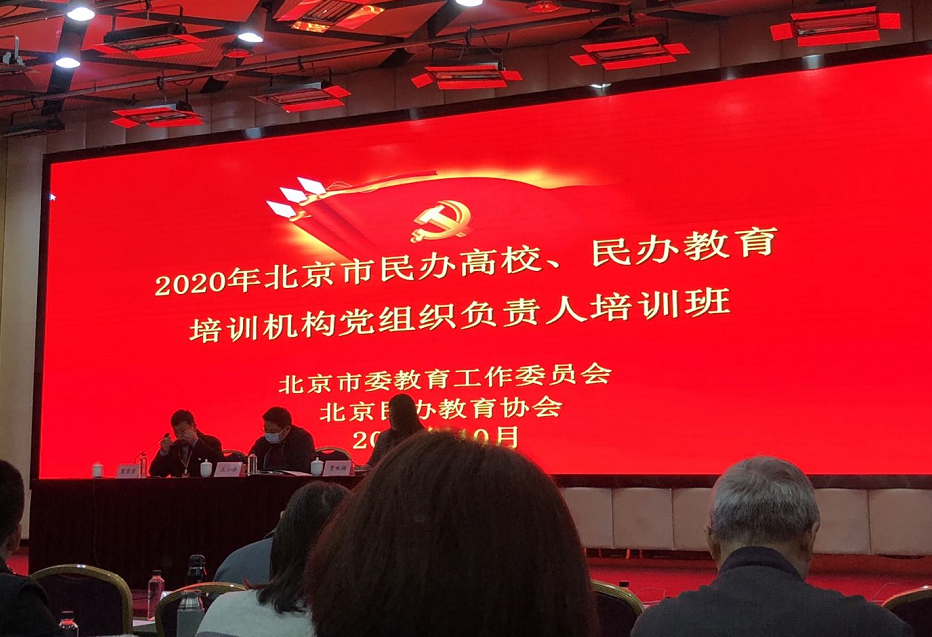 2020年北京市民办高校、民办教育
培训机构党组织负责人培训班
北京市委教育工作委员会
北京民办教育协会
10月